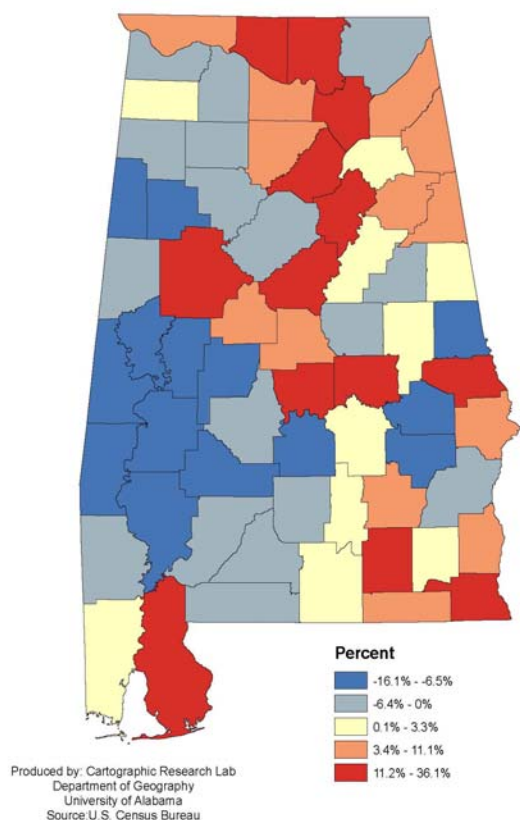 Percent
-16.1% - -6.5%
-6.4% - 0%
0.1% - 3.3%
3.4% - 11.1%
11.2% - 36.1%
Produced by: Cartographic Research Lab
Department of Geography
University of Alabama
Source:U.S. Census Bureau